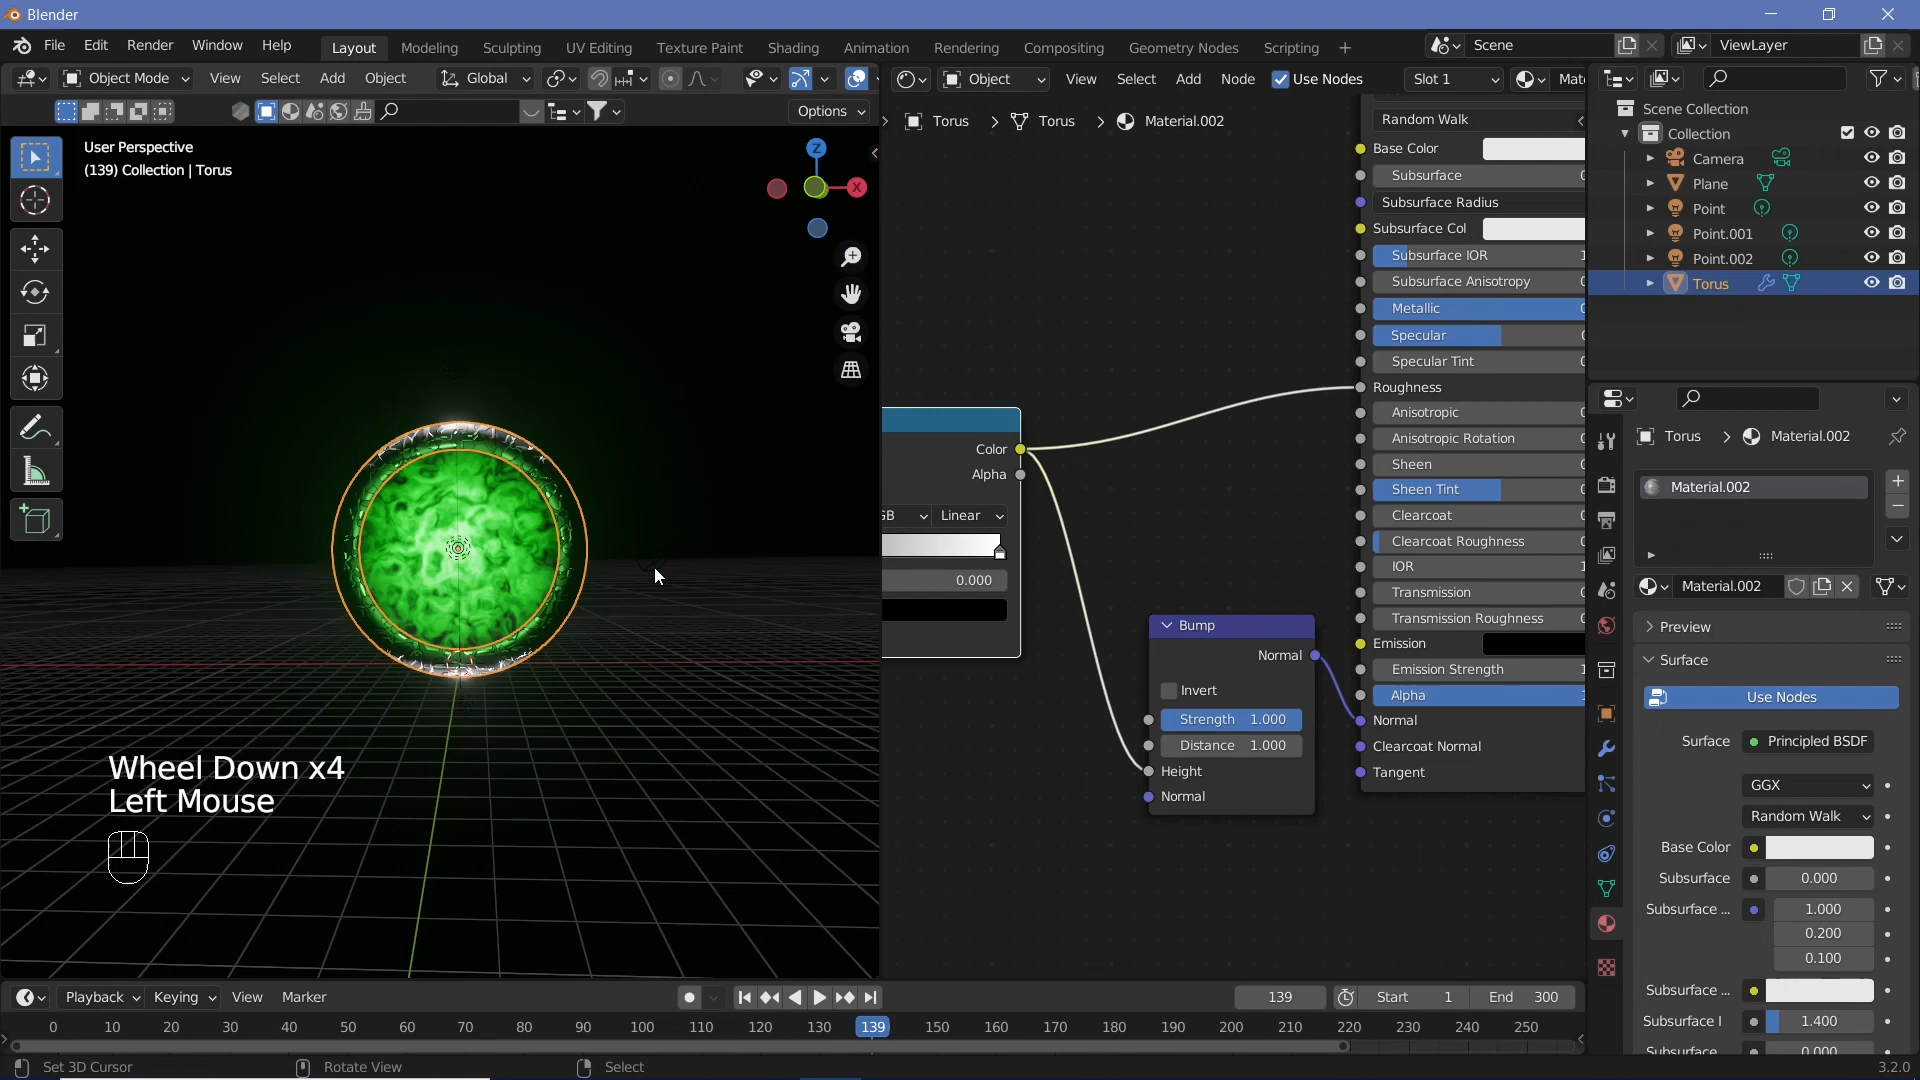 Blender
File Edit Render Window Help
Layout Modeling Sculpting UV Editing Texture Paint Shading Animation Rendering Compositing Geometry Nodes Scripting +
Scene
ViewLayer
Object Mode View Select Add Object Global
Options
User Perspective
(139) Collection | Torus
Z
X
Wheel Down x4
Left Mouse
Object View Select Add Node Use Nodes Slot 1
Torus > Torus > Material.002
Color
Alpha
Linear
0.000
Bump
Normal
Invert
Strength 1.000
Distance 1.000
Height
Normal
Random Walk
Base Color
Subsurface
Subsurface Radius
Subsurface Col
Subsurface IOR
Subsurface Anisotropy
Metallic
Specular
Specular Tint
Roughness
Anisotropic
Anisotropic Rotation
Sheen
Sheen Tint
Clearcoat
Clearcoat Roughness
IOR
Transmission
Transmission Roughness
Emission
Emission Strength
Alpha
Normal
Clearcoat Normal
Tangent
Scene Collection
Collection
Camera
Plane
Point
Point.001
Point.002
Torus
Torus > Material.002
Material.002
Material.002
Preview
Surface
Use Nodes
Surface Principled BSDF
GGX
Random Walk
Base Color
Subsurface 0.000
Subsurface ... 1.000
0.200
0.100
Subsurface ...
Subsurface I 1.400
Subsurface 0.000
Playback Keying View Marker
139 Start 1 End 300
0 10 20 30 40 50 60 70 80 90 100 110 120 130 139 150 160 170 180 190 200 210 220 230 240 250
Set 3D Cursor Rotate View Select 3.2.0